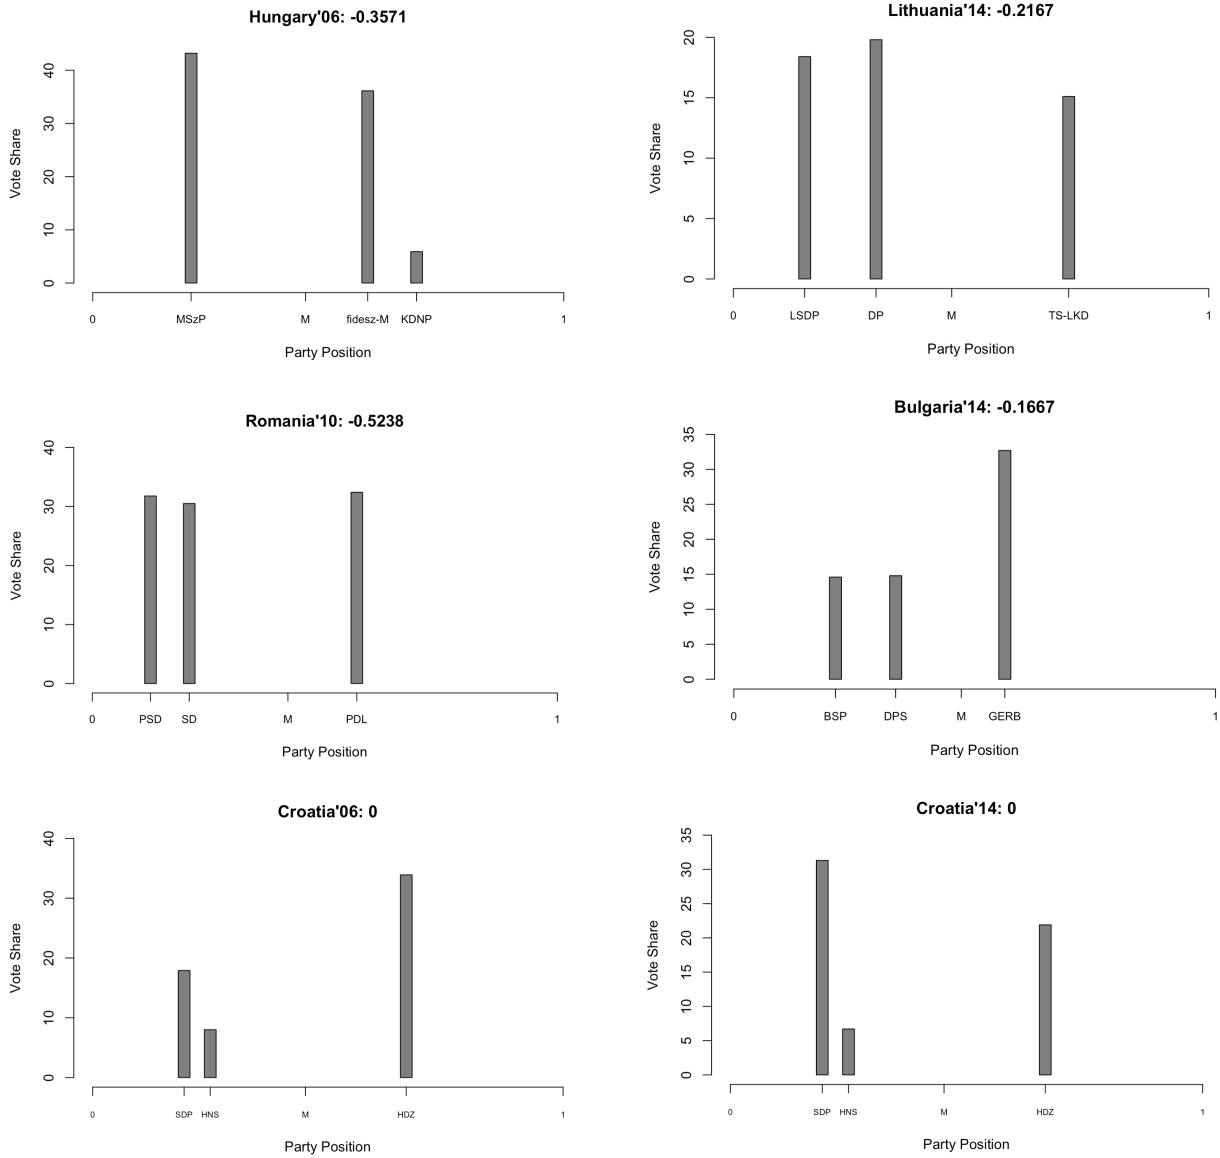 Hungary'06: -0.3571
Vote Share
40
30
20
10
0
0 MSzP M fidesz-M KDNP 1
Party Position
Lithuania'14: -0.2167
Vote Share
20
15
10
5
0
0 LSDP DP M TS-LKD 1
Party Position
Romania'10: -0.5238
Vote Share
40
30
20
10
0
0 PSD SD M PDL 1
Party Position
Bulgaria'14: -0.1667
Vote Share
35
30
25
20
15
10
5
0
0 BSP DPS M GERB 1
Party Position
Croatia'06: 0
Vote Share
40
30
20
10
0
0 SDP HNS M HDZ 1
Party Position
Croatia'14: 0
Vote Share
35
30
25
20
15
10
5
0
0 SDP HNS M HDZ 1
Party Position